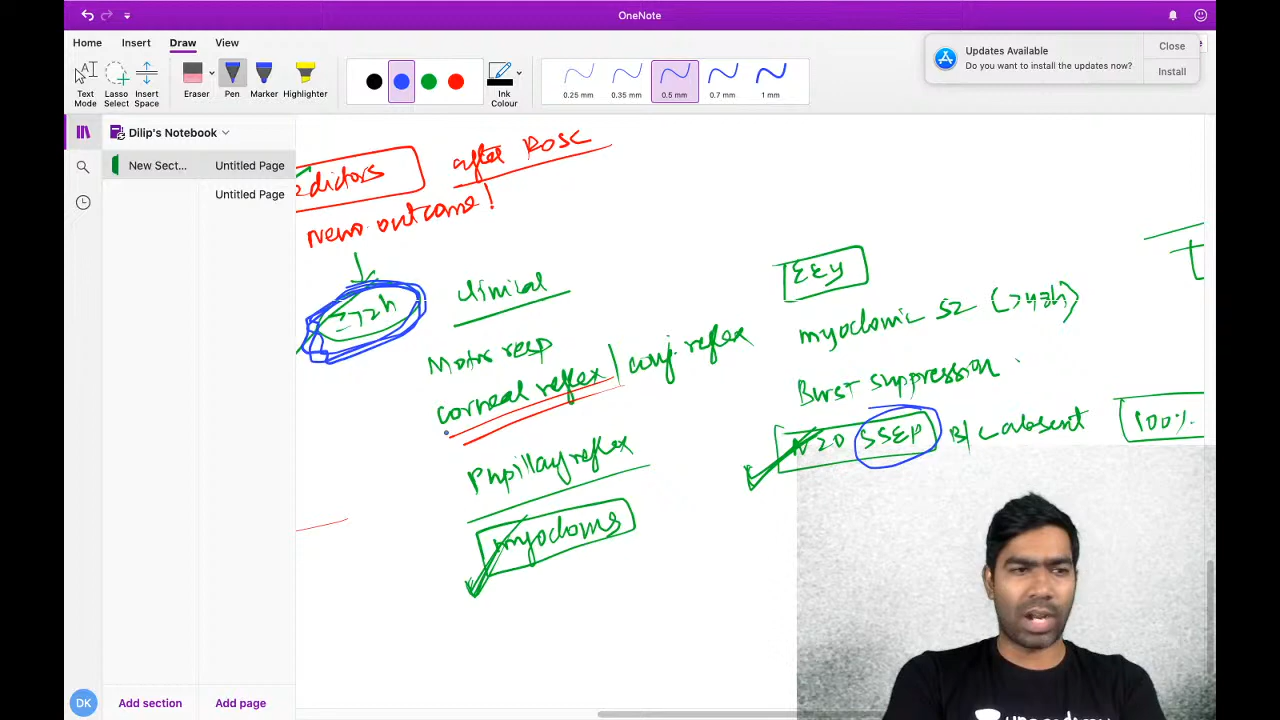 OneNote
Home Insert Draw View
Updates Available
Do you want to install the updates now?
Close
Install
Text Mode
Lasso Select
Insert Space
Eraser
Pen
Marker
Highlighter
Ink Colour
0.25 mm
0.35 mm
0.5 mm
0.7 mm
1 mm
Dilip's Notebook
New Sect...
Untitled Page
Untitled Page
edictors
after ROSC
Neuro outcome!
≥72h
clinical
Motor resp
corneal reflex / conj. reflex
Pupillay reflex
myoclonus
EEG
myoclonic SZ (>24h)
Burst suppression
N20 SSEP B/L absent
100%.
DK
Add section
Add page